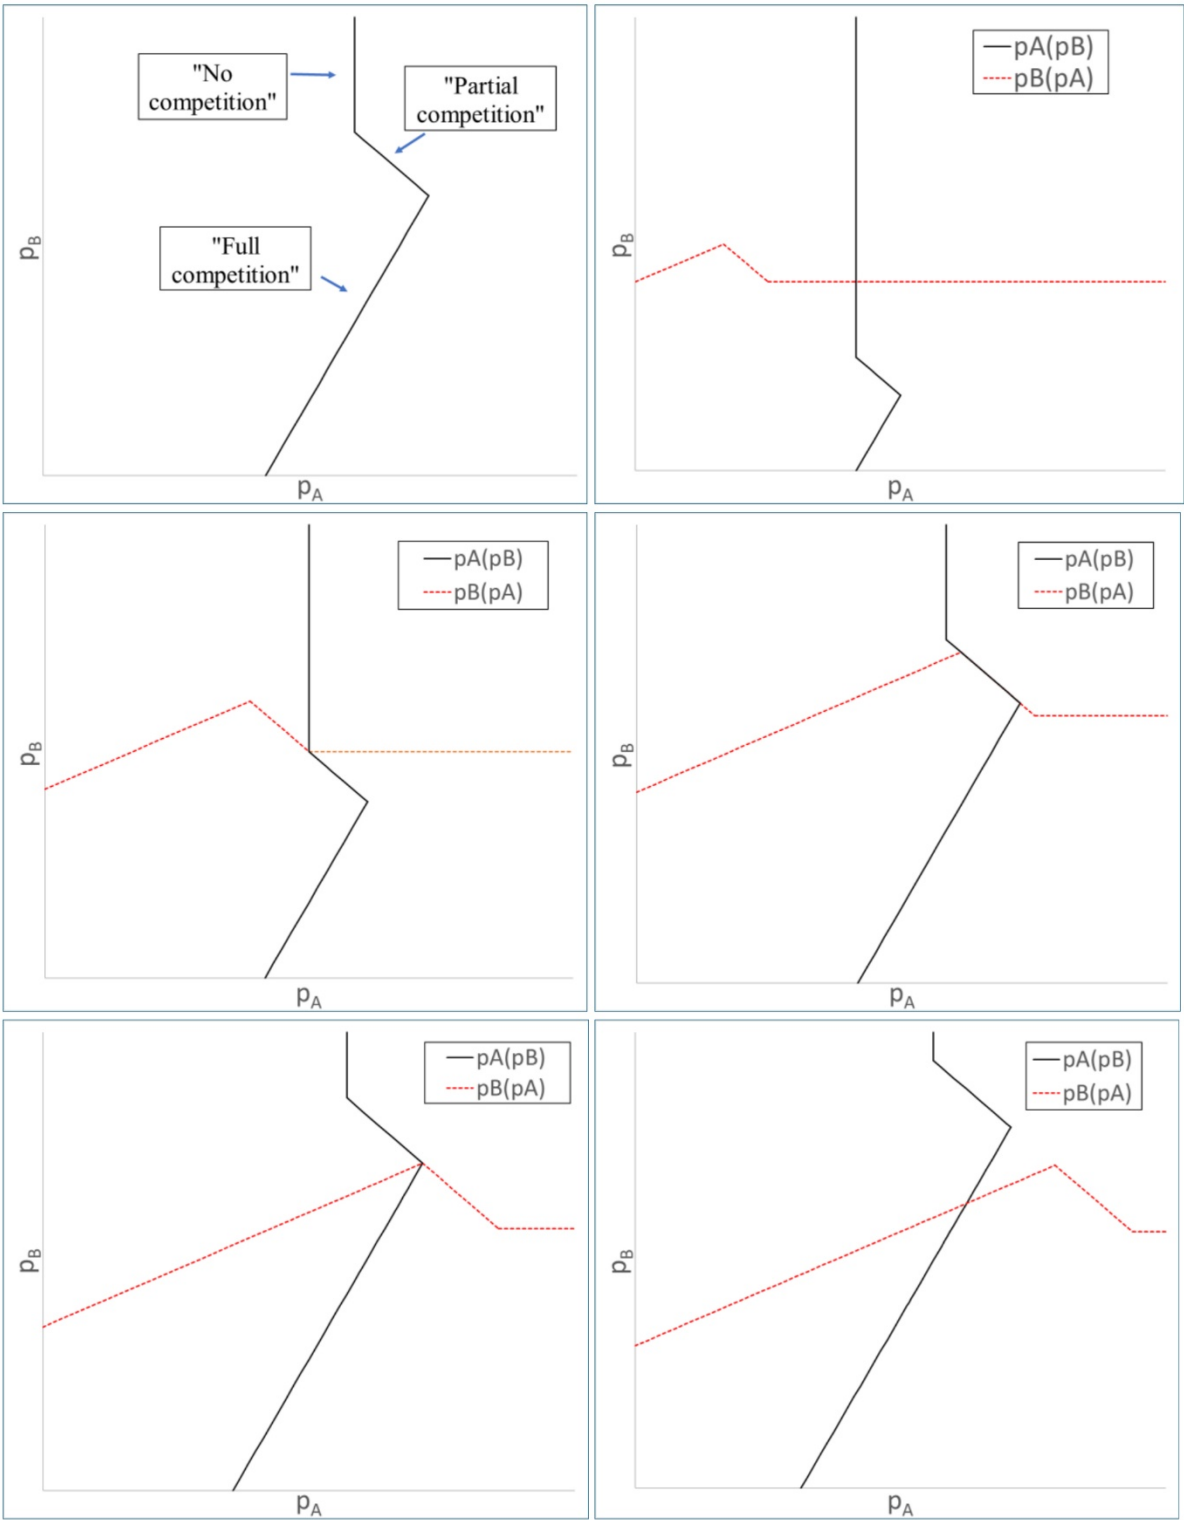 "No
competition"
"Partial
competition"
"Full
competition"
pB
pA
pA(pB)
pB(pA)
pB
pA
pA(pB)
pB(pA)
pB
pA
pA(pB)
pB(pA)
pB
pA
pA(pB)
pB(pA)
pB
pA
pA(pB)
pB(pA)
pB
pA